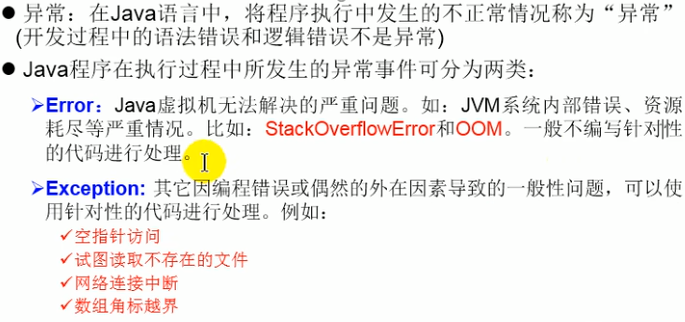 ● 异常：在Java语言中，将程序执行中发生的不正常情况称为“异常”
(开发过程中的语法错误和逻辑错误不是异常)
● Java程序在执行过程中所发生的异常事件可分为两类：
➢Error：Java虚拟机无法解决的严重问题。如：JVM系统内部错误、资源
耗尽等严重情况。比如：StackOverflowError和OOM。一般不编写针对性
的代码进行处理。
➢Exception: 其它因编程错误或偶然的外在因素导致的一般性问题，可以使
用针对性的代码进行处理。例如：
✓空指针访问
✓试图读取不存在的文件
✓网络连接中断
✓数组角标越界